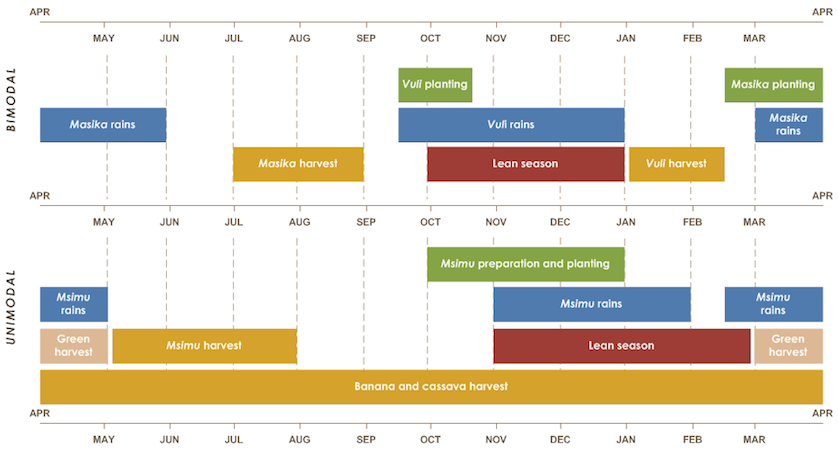 APR APR
MAY JUN JUL AUG SEP OCT NOV DEC JAN FEB MAR
BIMODAL
Vuli planting
Masika planting
Masika rains
Vuli rains
Masika
rains
Masika harvest
Lean season
Vuli harvest
APR APR
MAY JUN JUL AUG SEP OCT NOV DEC JAN FEB MAR
UNIMODAL
Msimu preparation and planting
Msimu
rains
Msimu rains
Msimu
rains
Green
harvest
Msimu harvest
Lean season
Green
harvest
Banana and cassava harvest
APR APR
MAY JUN JUL AUG SEP OCT NOV DEC JAN FEB MAR